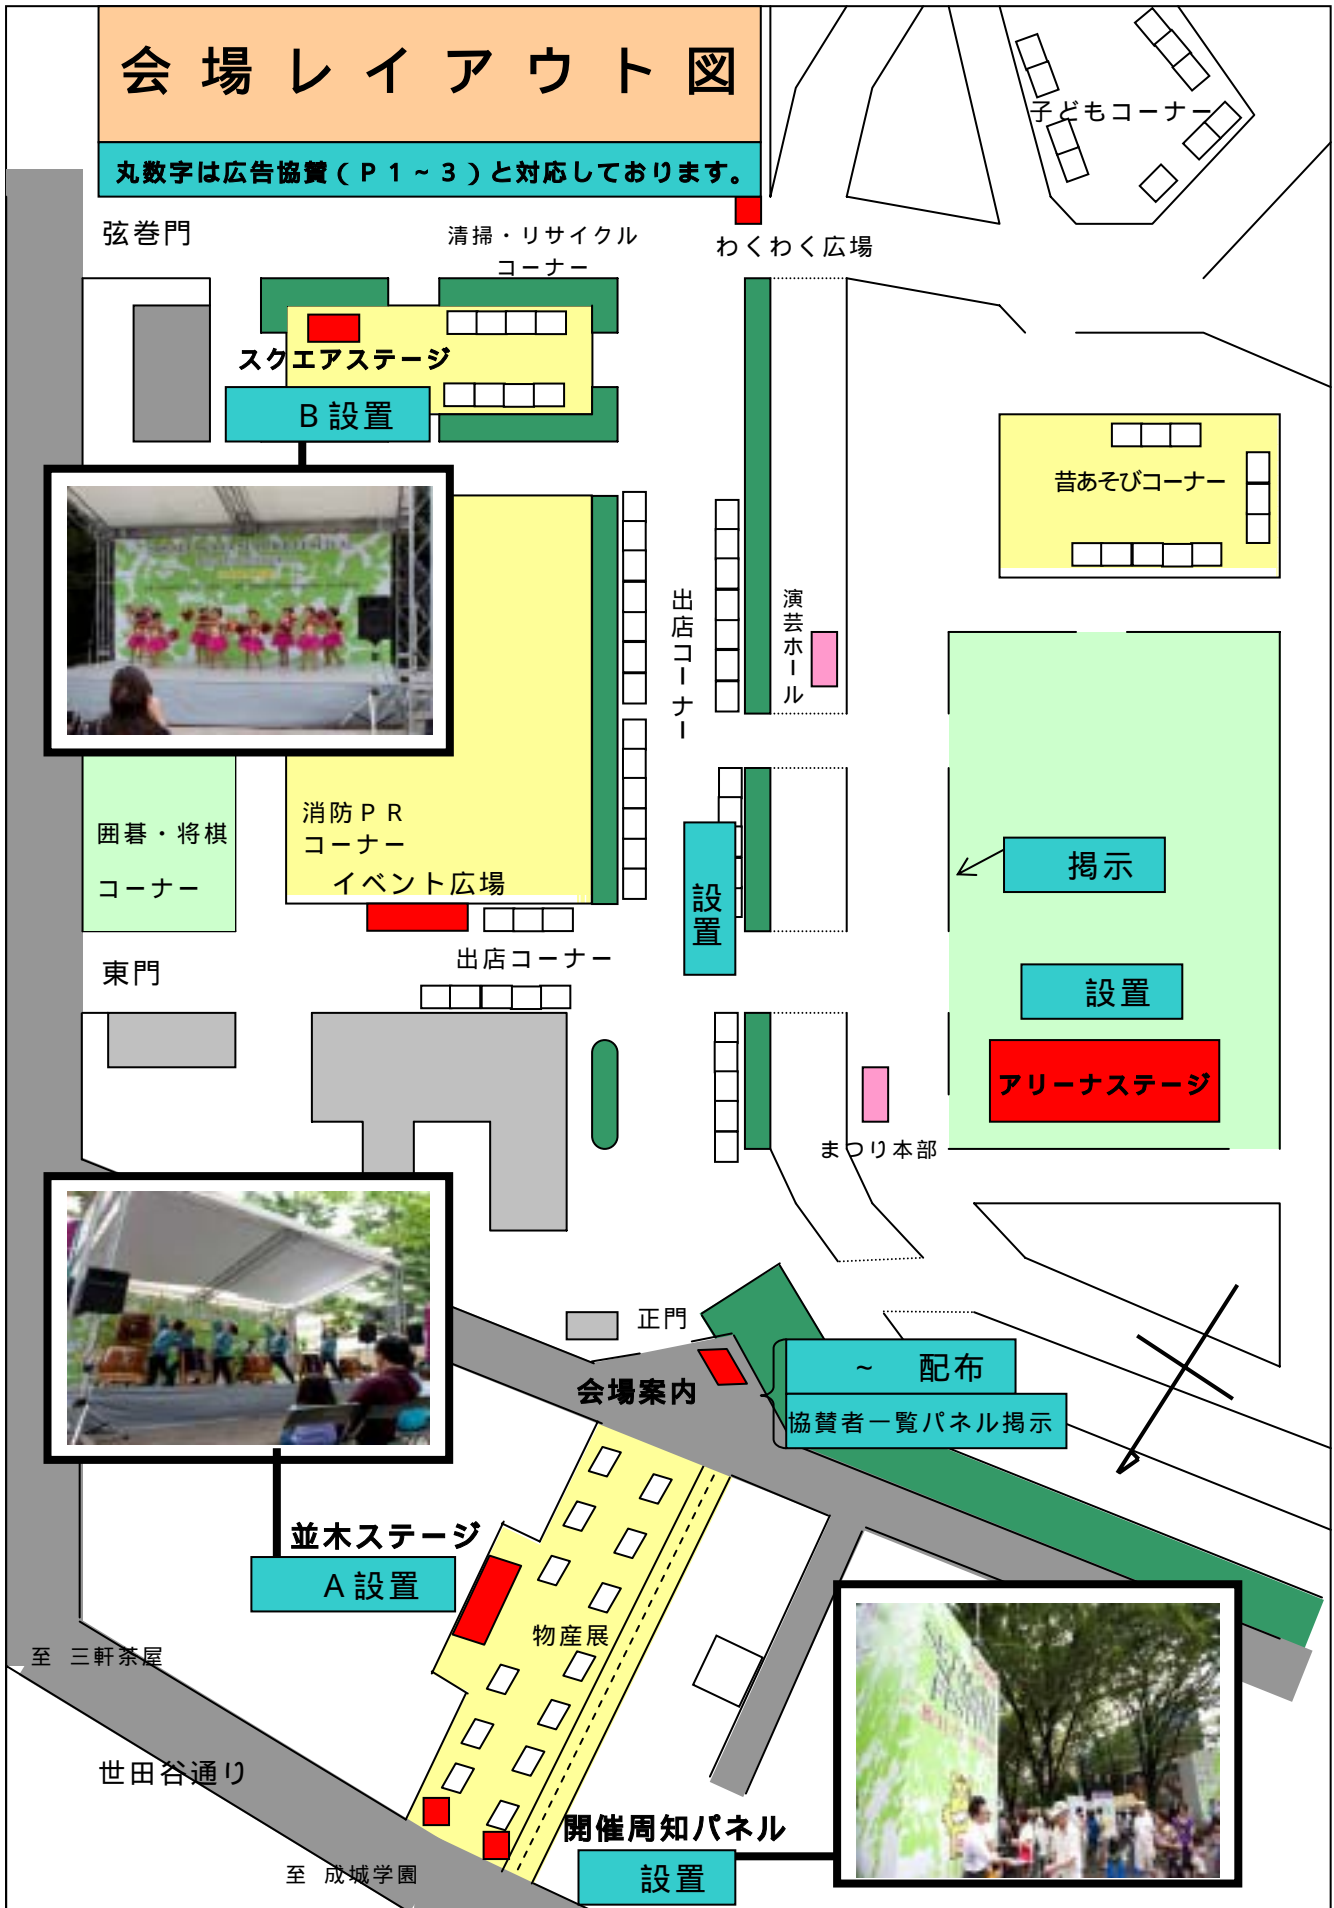 会場レイアウト図
丸数字は広告協賛(P1~3)と対応しております。
子どもコーナー
弦巻門
清掃・リサイクル
コーナー
わくわく広場
スクエアステージ
B設置
昔あそびコーナー
出店コーナー
演芸ホール
消防PR
コーナー
イベント広場
囲碁・将棋
コーナー
掲示
設置
設置
出店コーナー
東門
アリーナステージ
まつり本部
正門
会場案内
~ 配布
協賛者一覧パネル掲示
並木ステージ
A設置
物産展
至 三軒茶屋
世田谷通り
至 成城学園
開催周知パネル
設置